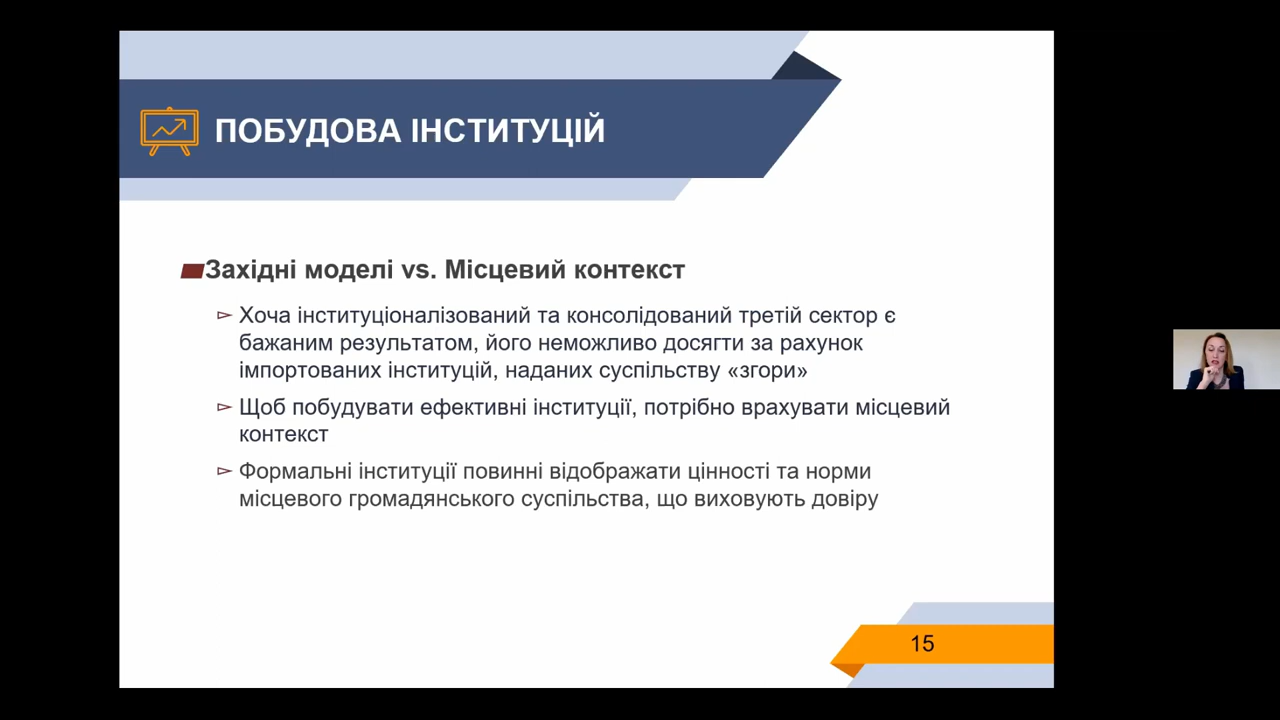 ПОБУДОВА ІНСТИТУЦІЙ
Західні моделі vs. Місцевий контекст
Хоча інституціоналізований та консолідований третій сектор є
бажаним результатом, його неможливо досягти за рахунок
імпортованих інституцій, наданих суспільству «згори»
Щоб побудувати ефективні інституції, потрібно врахувати місцевий
контекст
Формальні інституції повинні відображати цінності та норми
місцевого громадянського суспільства, що виховують довіру
15